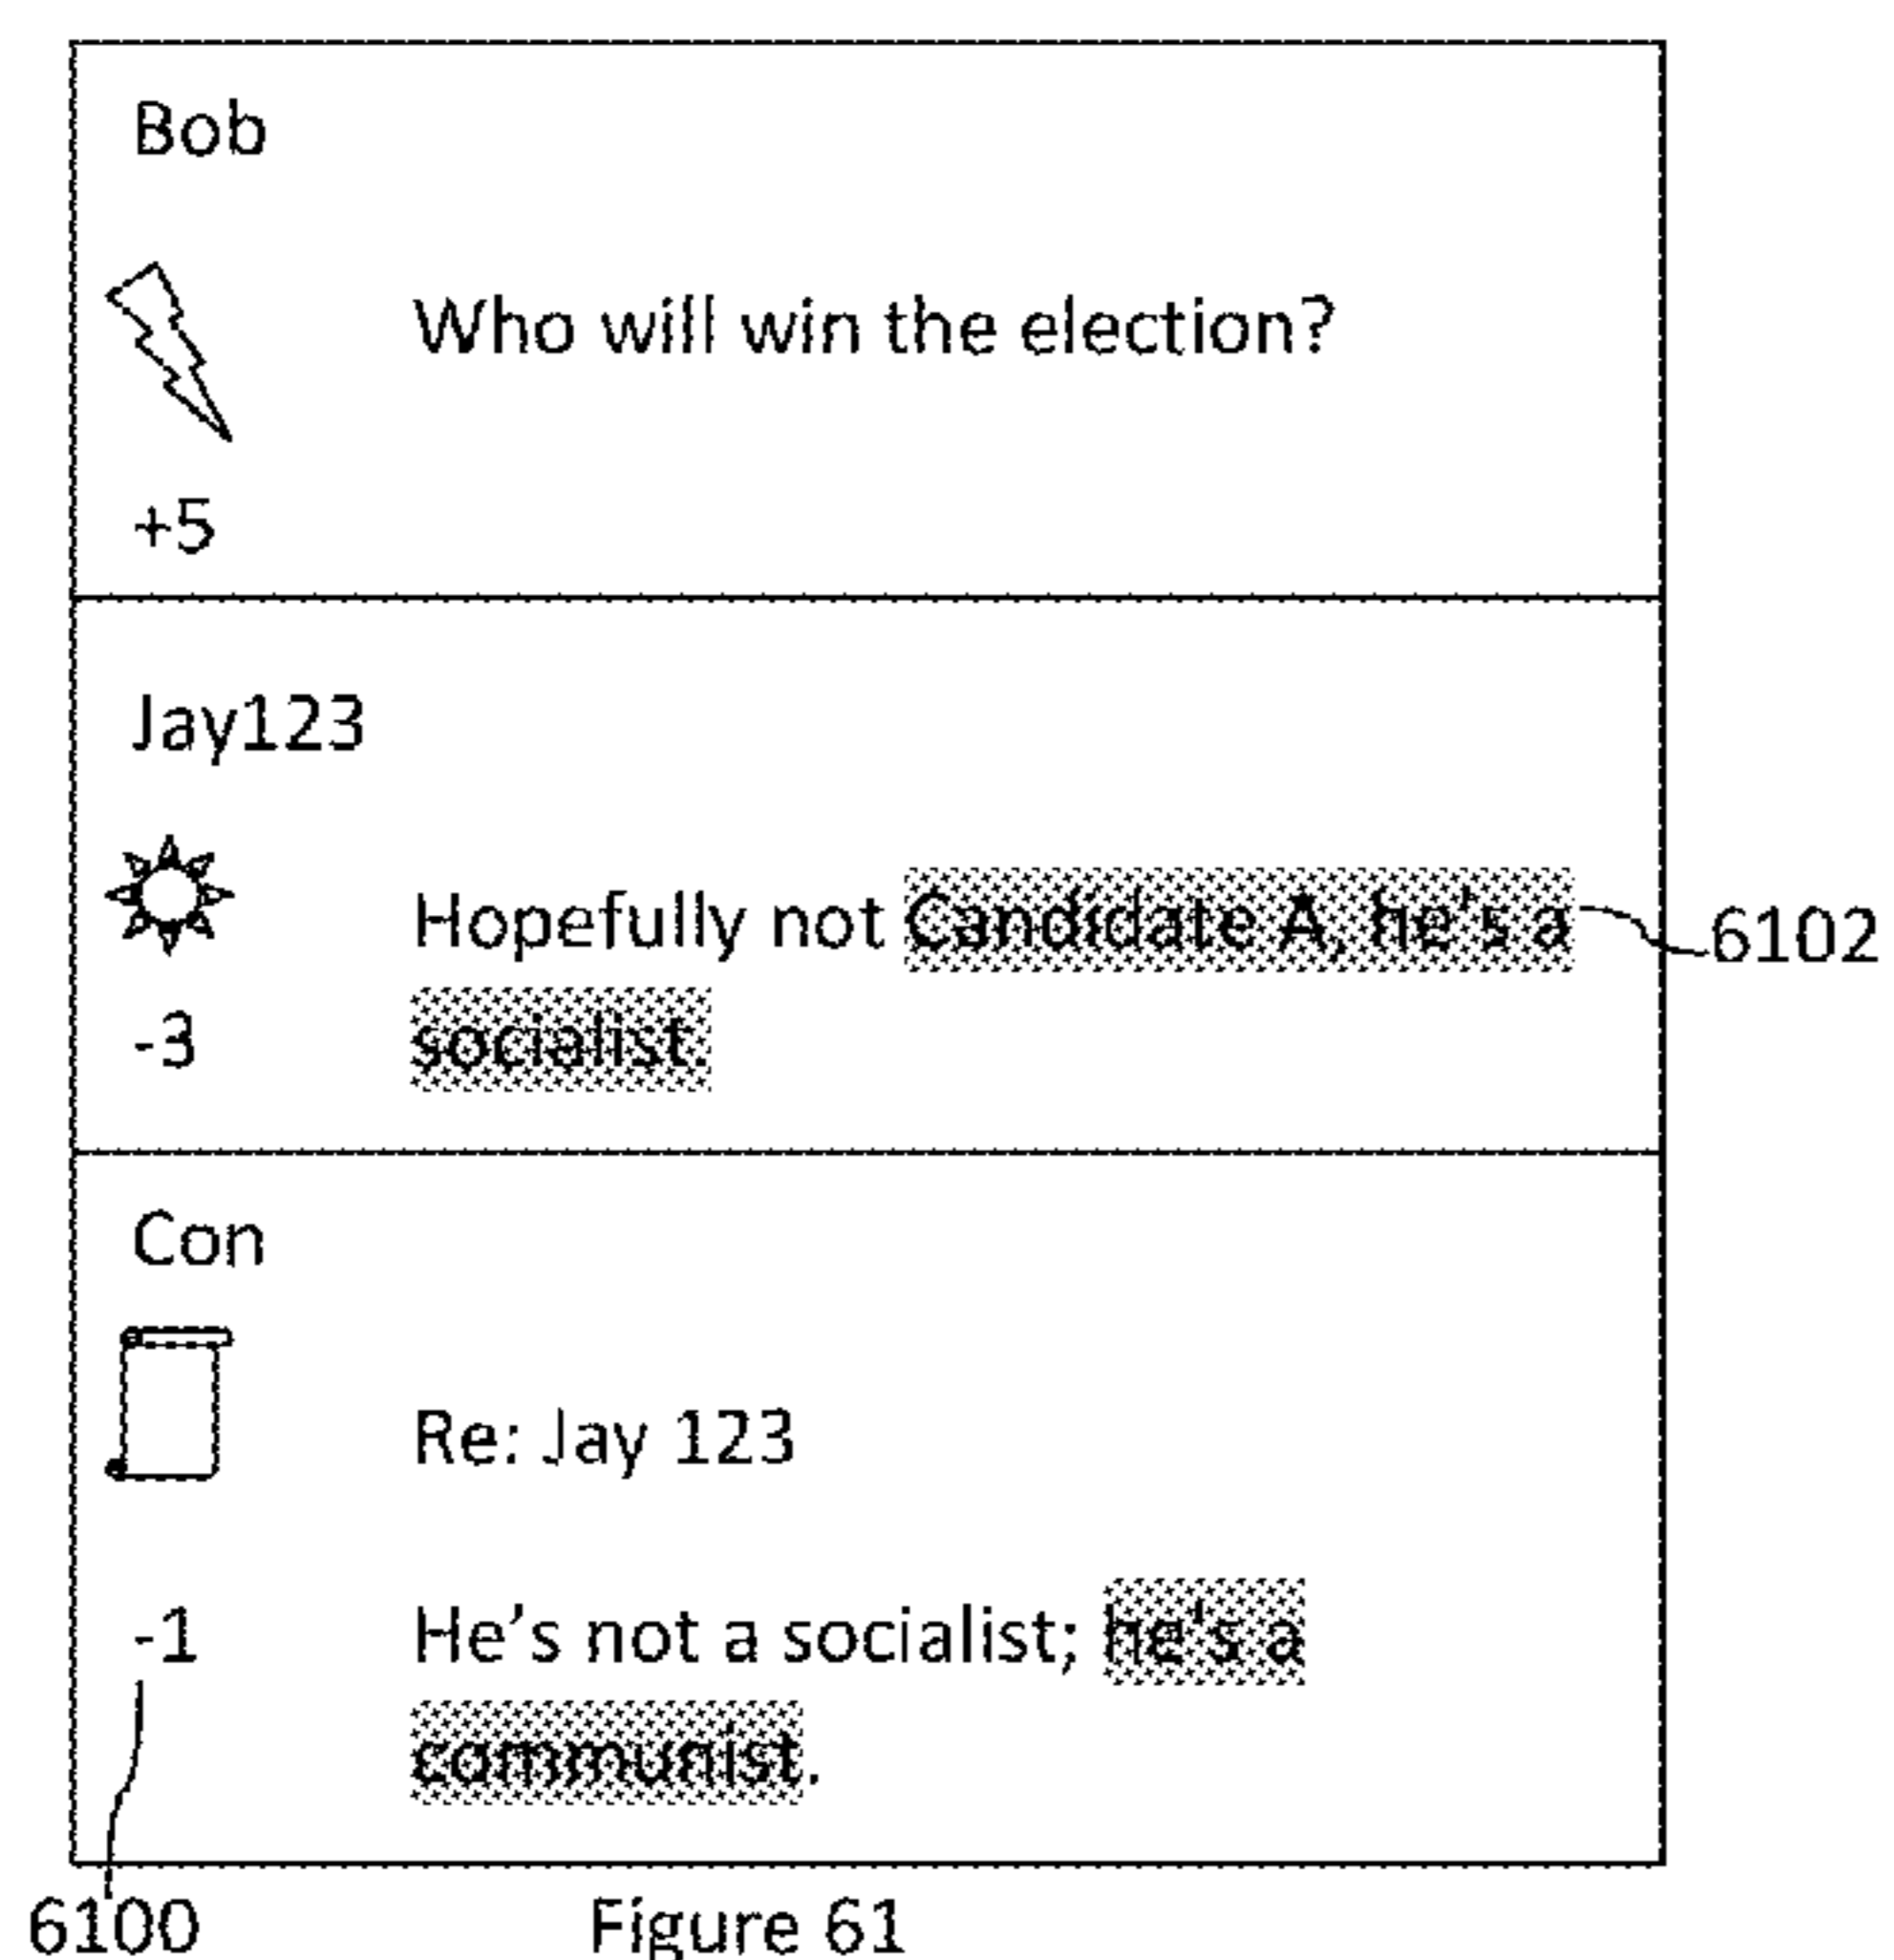 Bob
Who will win the election?
+5
Jay123
Hopefully not Candidate A, he's a
6102
-3 socialist.
Con
Re: Jay 123
-1 He's not a socialist; he's a
communist.
6100
Figure 61